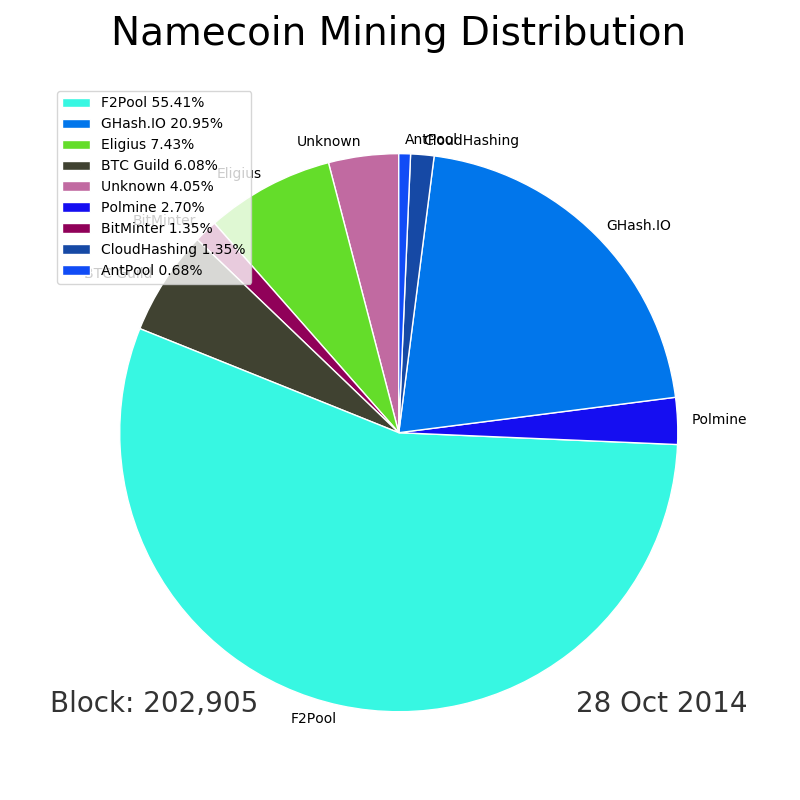 Namecoin Mining Distribution
F2Pool 55.41%
GHash.IO 20.95%
Eligius 7.43%
BTC Guild 6.08%
Unknown 4.05%
Polmine 2.70%
BitMinter 1.35%
CloudHashing 1.35%
AntPool 0.68%
Unknown
AntPool
CloudHashing
Eligius
BitMinter
BTC Guild
GHash.IO
Polmine
F2Pool
Block: 202,905
28 Oct 2014